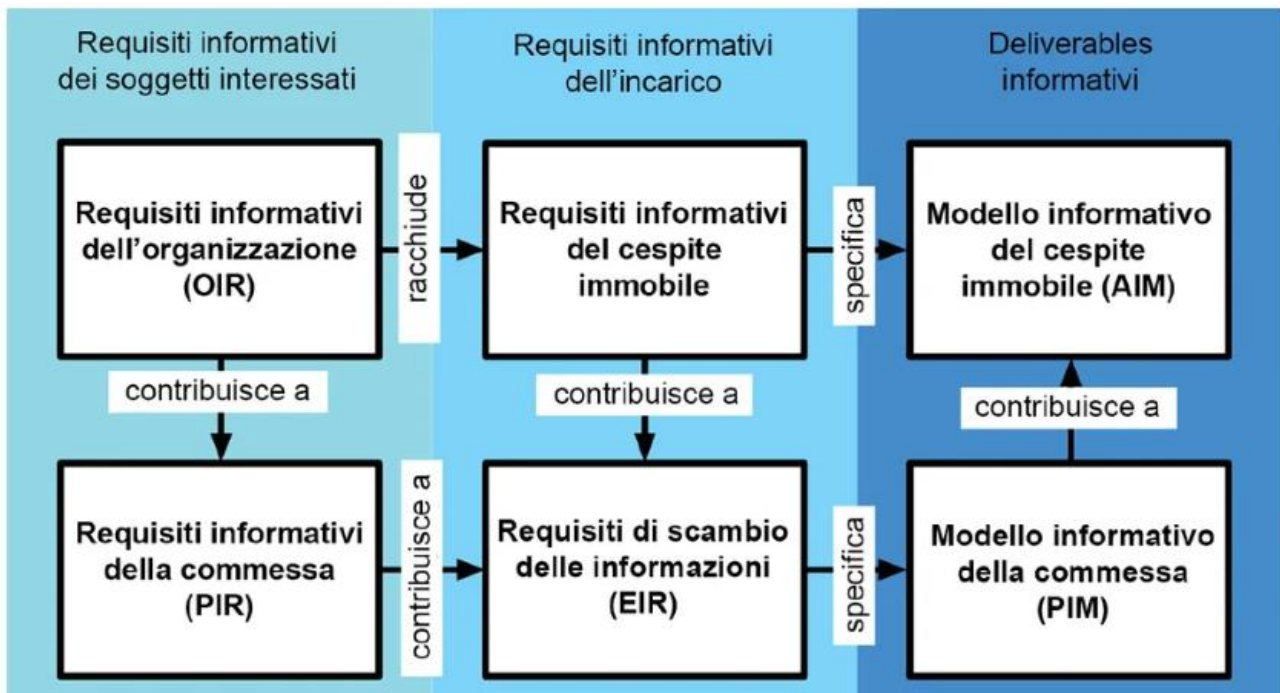 Requisiti informativi
dei soggetti interessati
Requisiti informativi
dell'incarico
Deliverables
informativi
Requisiti informativi
dell'organizzazione
(OIR)
racchiude
Requisiti informativi
del cespite
immobile
specifica
Modello informativo
del cespite
immobile (AIM)
contribuisce a
contribuisce a
contribuisce a
Requisiti informativi
della commessa
(PIR)
contribuisce a
Requisiti di scambio
delle informazioni
(EIR)
specifica
Modello informativo
della commessa
(PIM)